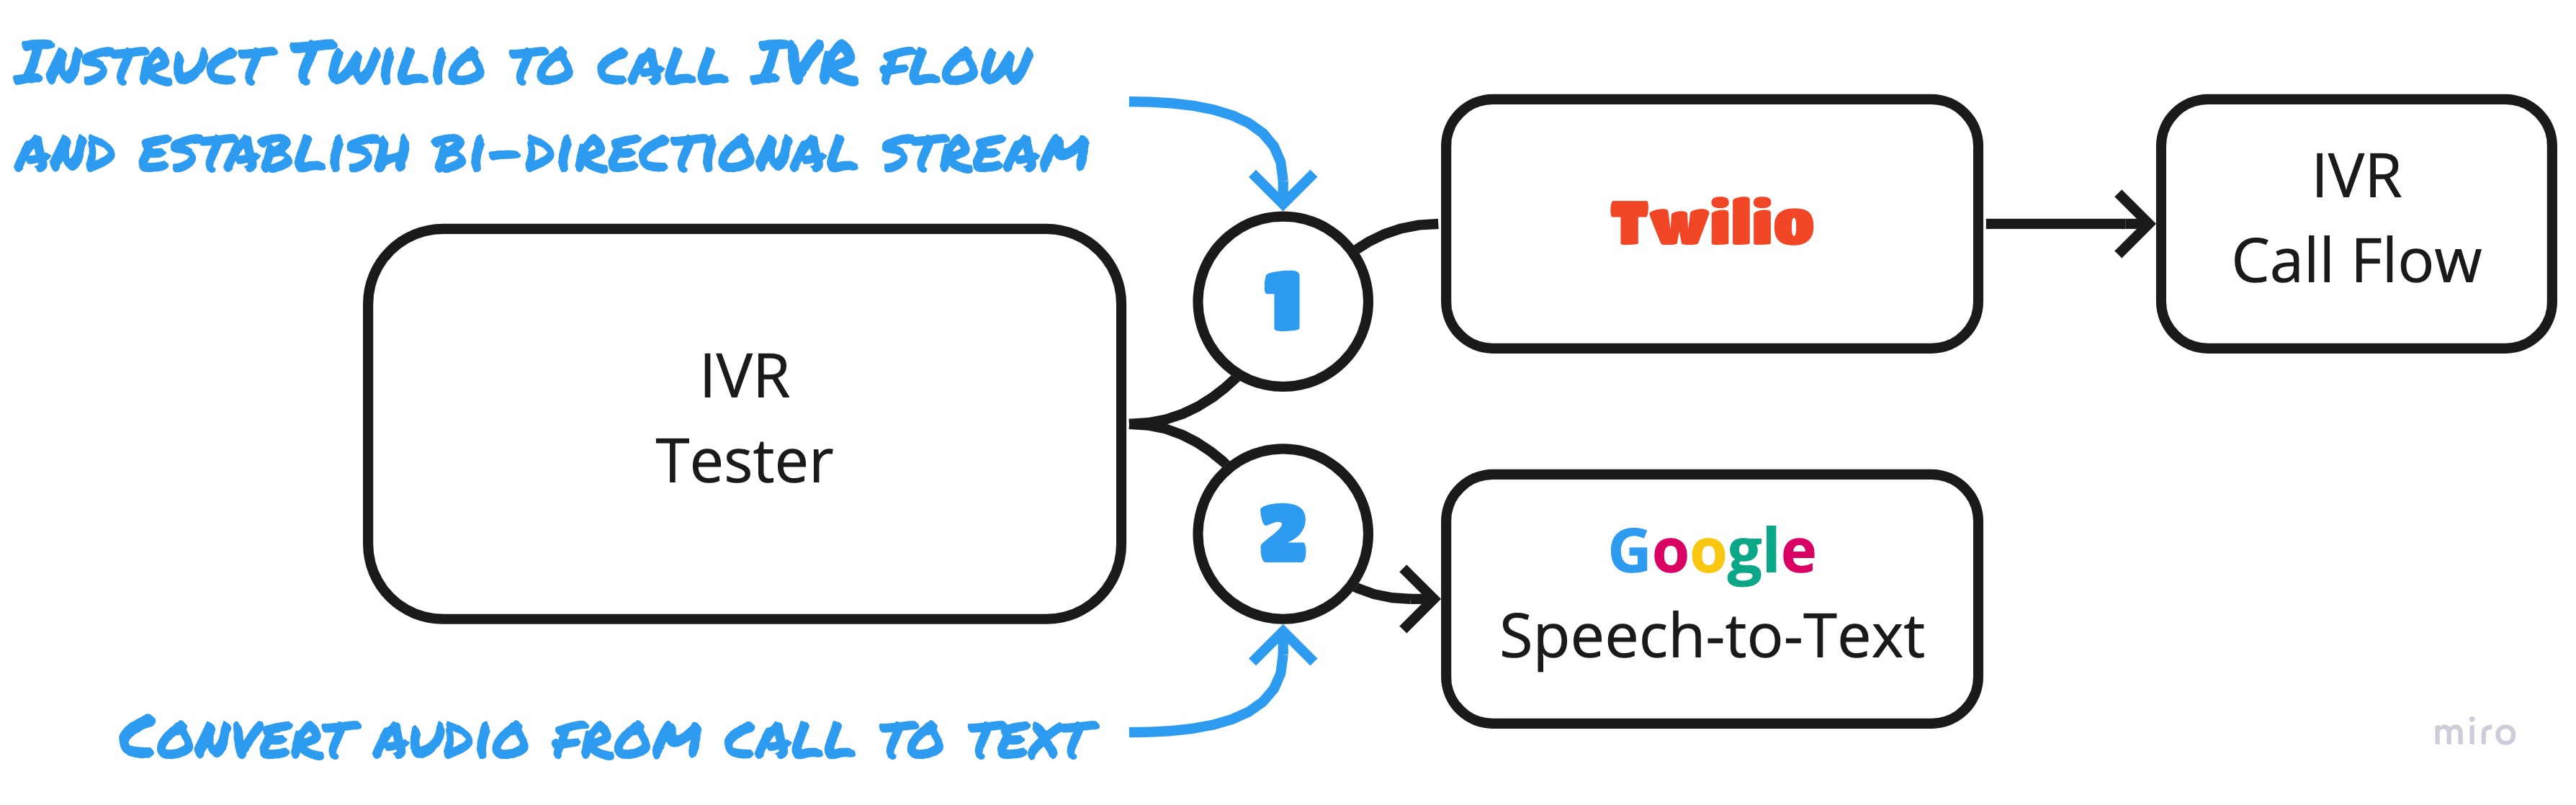 Instruct Twilio to call IVR flow
and establish bi-directional stream
IVR
Tester
1
Twilio
IVR
Call Flow
2
Google
Speech-to-Text
Convert audio from call to text
miro